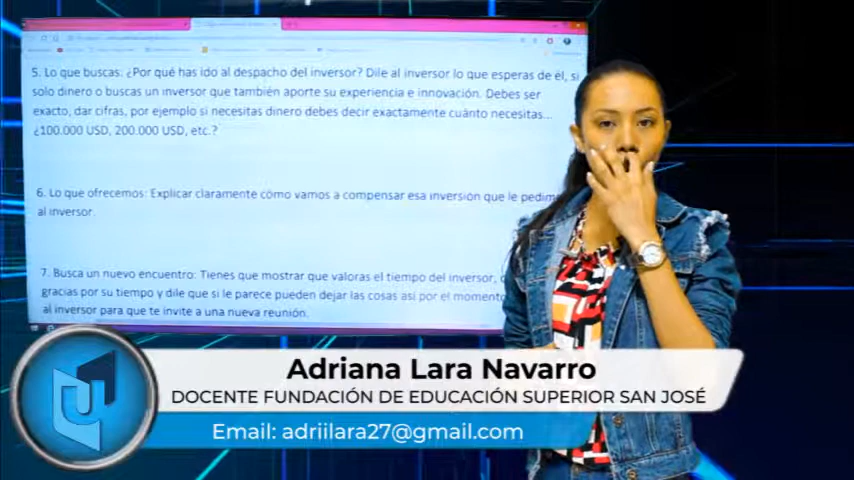 5. Lo que buscas: ¿Por qué has ido al despacho del inversor? Dile al inversor lo que esperas de él, si
solo dinero o buscas un inversor que también aporte su experiencia e innovación. Debes ser
exacto, dar cifras, por ejemplo si necesitas dinero debes decir exactamente cuánto necesitas...
¿100.000 USD, 200.000 USD, etc.?
6. Lo que ofrecemos: Explicar claramente cómo vamos a compensar esa inversión que le pedim
al inversor.
7. Busca un nuevo encuentro: Tienes que mostrar que valoras el tiempo del inversor,
gracias por su tiempo y dile que si le parece pueden dejar las cosas así por el momento
al inversor para que te invite a una nueva reunión.
Adriana Lara Navarro
DOCENTE FUNDACIÓN DE EDUCACIÓN SUPERIOR SAN JOSÉ
Email: adriilara27@gmail.com